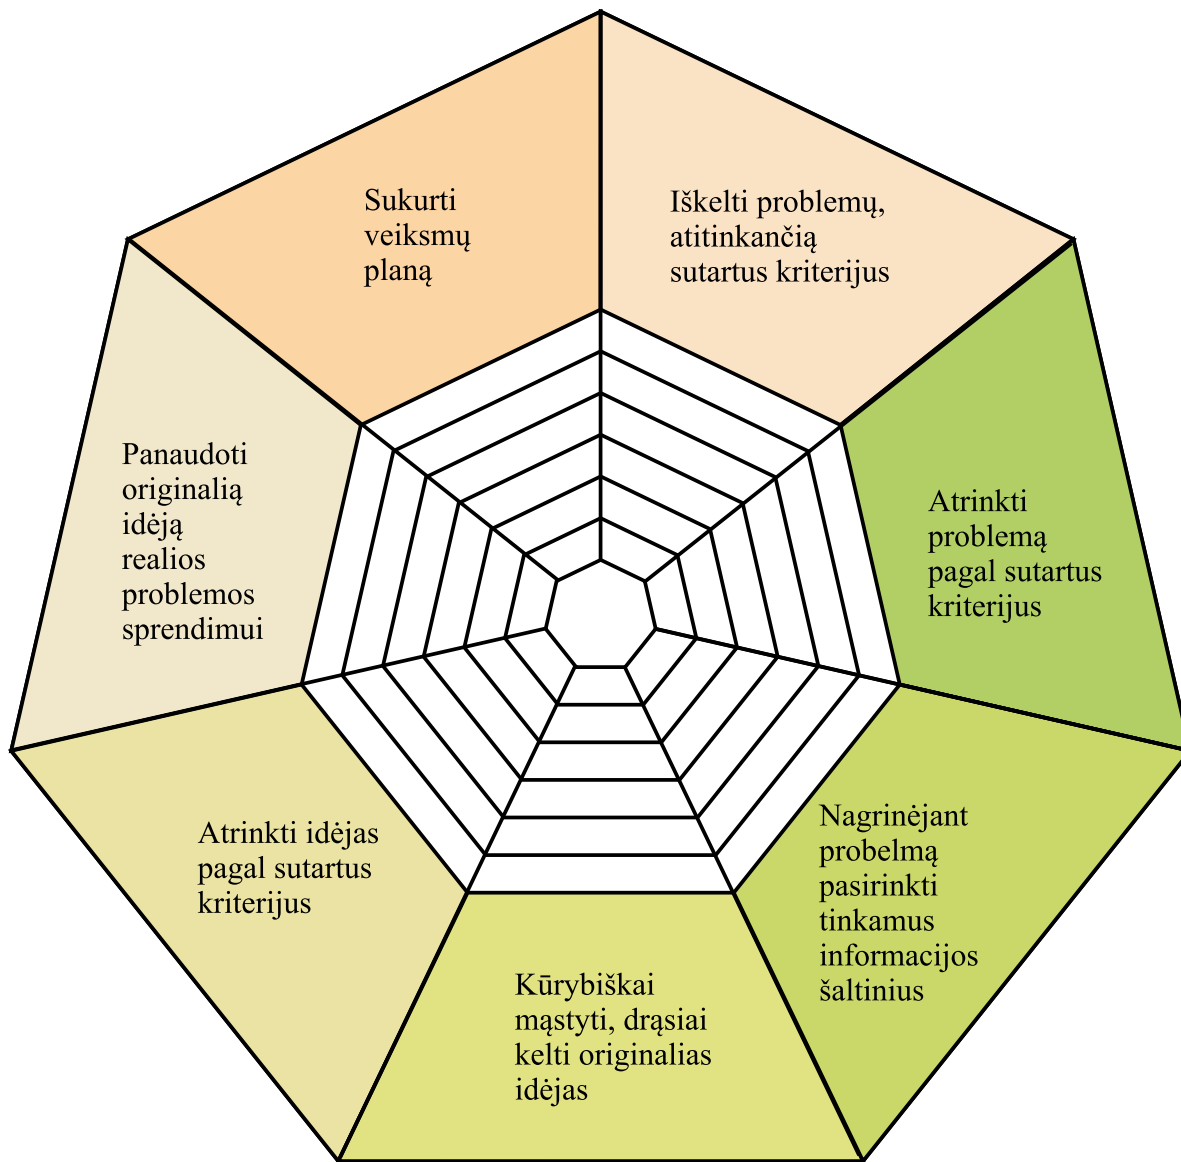 Sukurti
veiksmų
planą
Iškelti problemų,
atitinkančią
sutartus kriterijus
Atrinkti
problemą
pagal sutartus
kriterijus
Nagrinėjant
probelmą
pasirinkti
tinkamus
informacijos
šaltinius
Kūrybiškai
mąstyti, drąsiai
kelti originalias
idėjas
Atrinkti idėjas
pagal sutartus
kriterijus
Panaudoti
originalią
idėją
realios
problemos
sprendimui